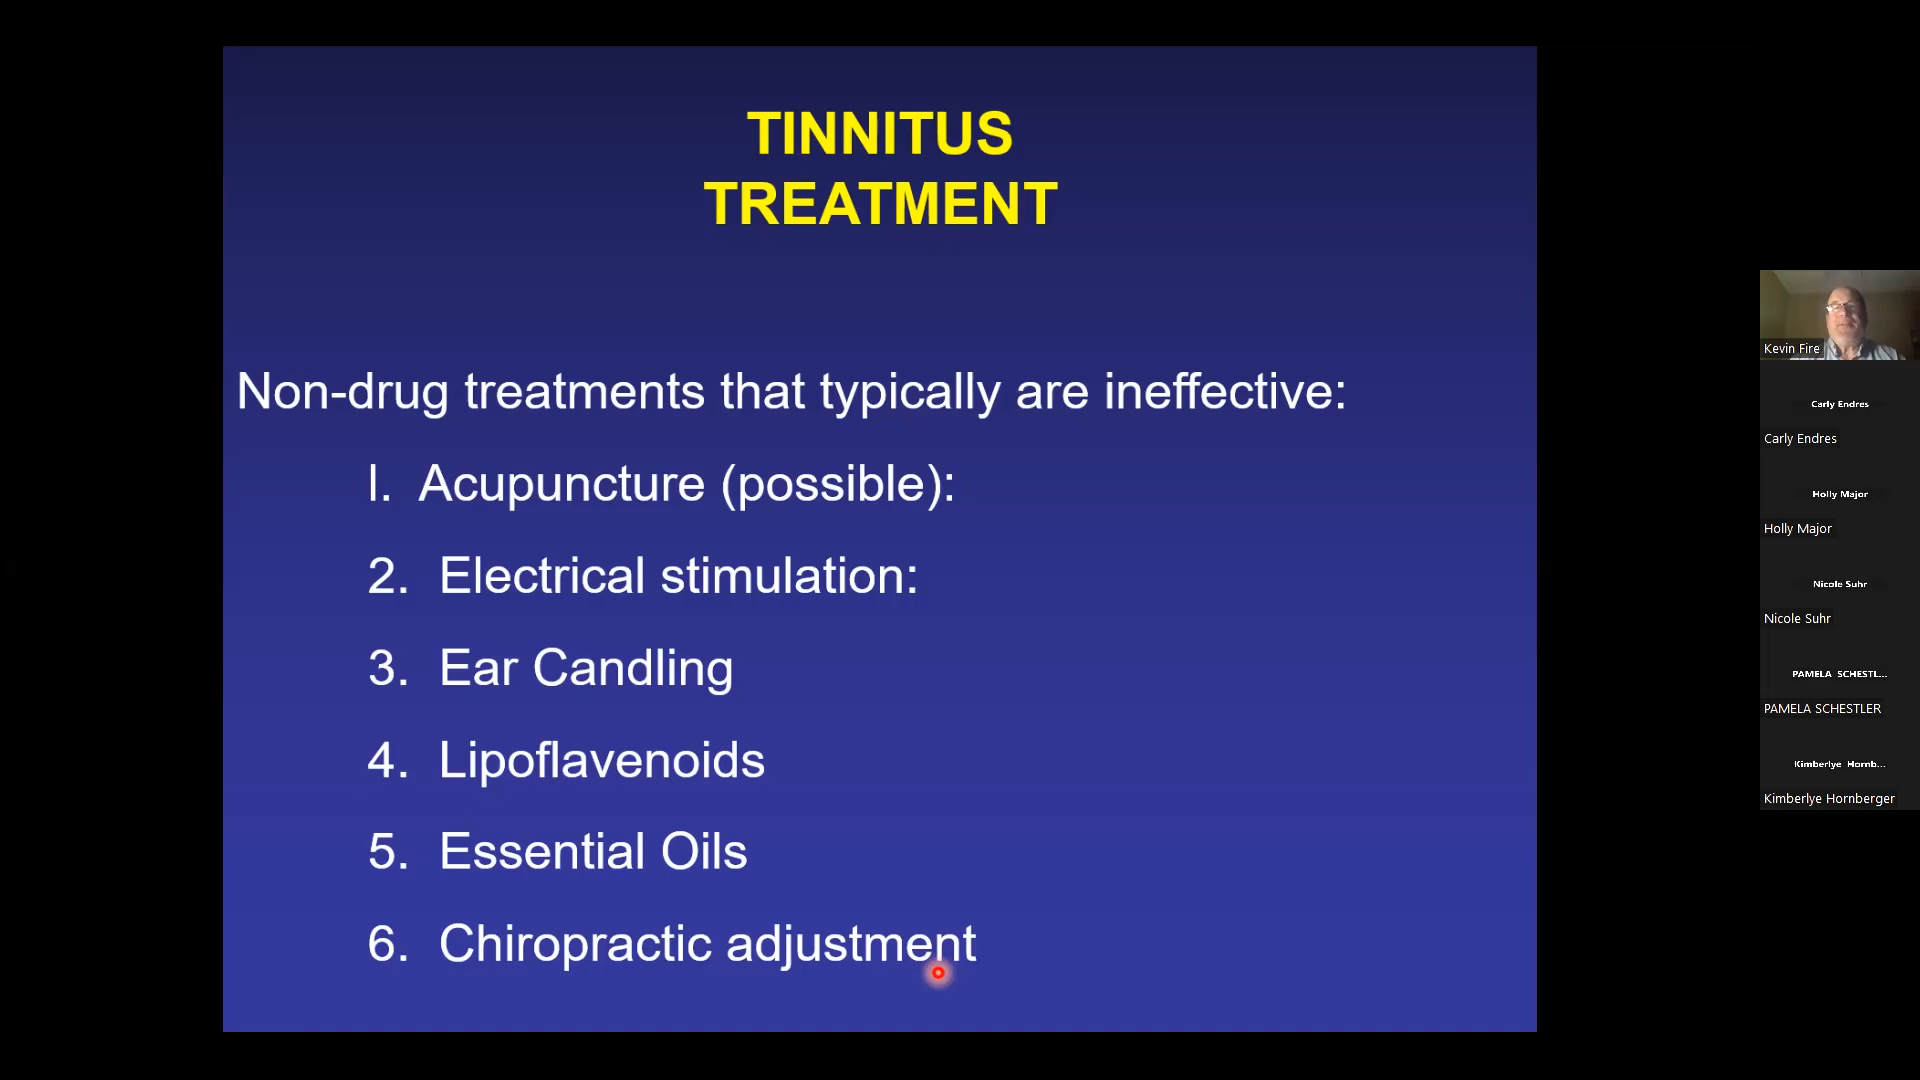 TINNITUS
TREATMENT
Non-drug treatments that typically are ineffective:
l. Acupuncture (possible):
2. Electrical stimulation:
3. Ear Candling
4. Lipoflavenoids
5. Essential Oils
6. Chiropractic adjustment
Kevin Fire
Carly Endres
Carly Endres
Holly Major
Holly Major
Nicole Suhr
Nicole Suhr
PAMELA SCHESTL...
PAMELA SCHESTLER
Kimberlye Hornb...
Kimberlye Hornberger